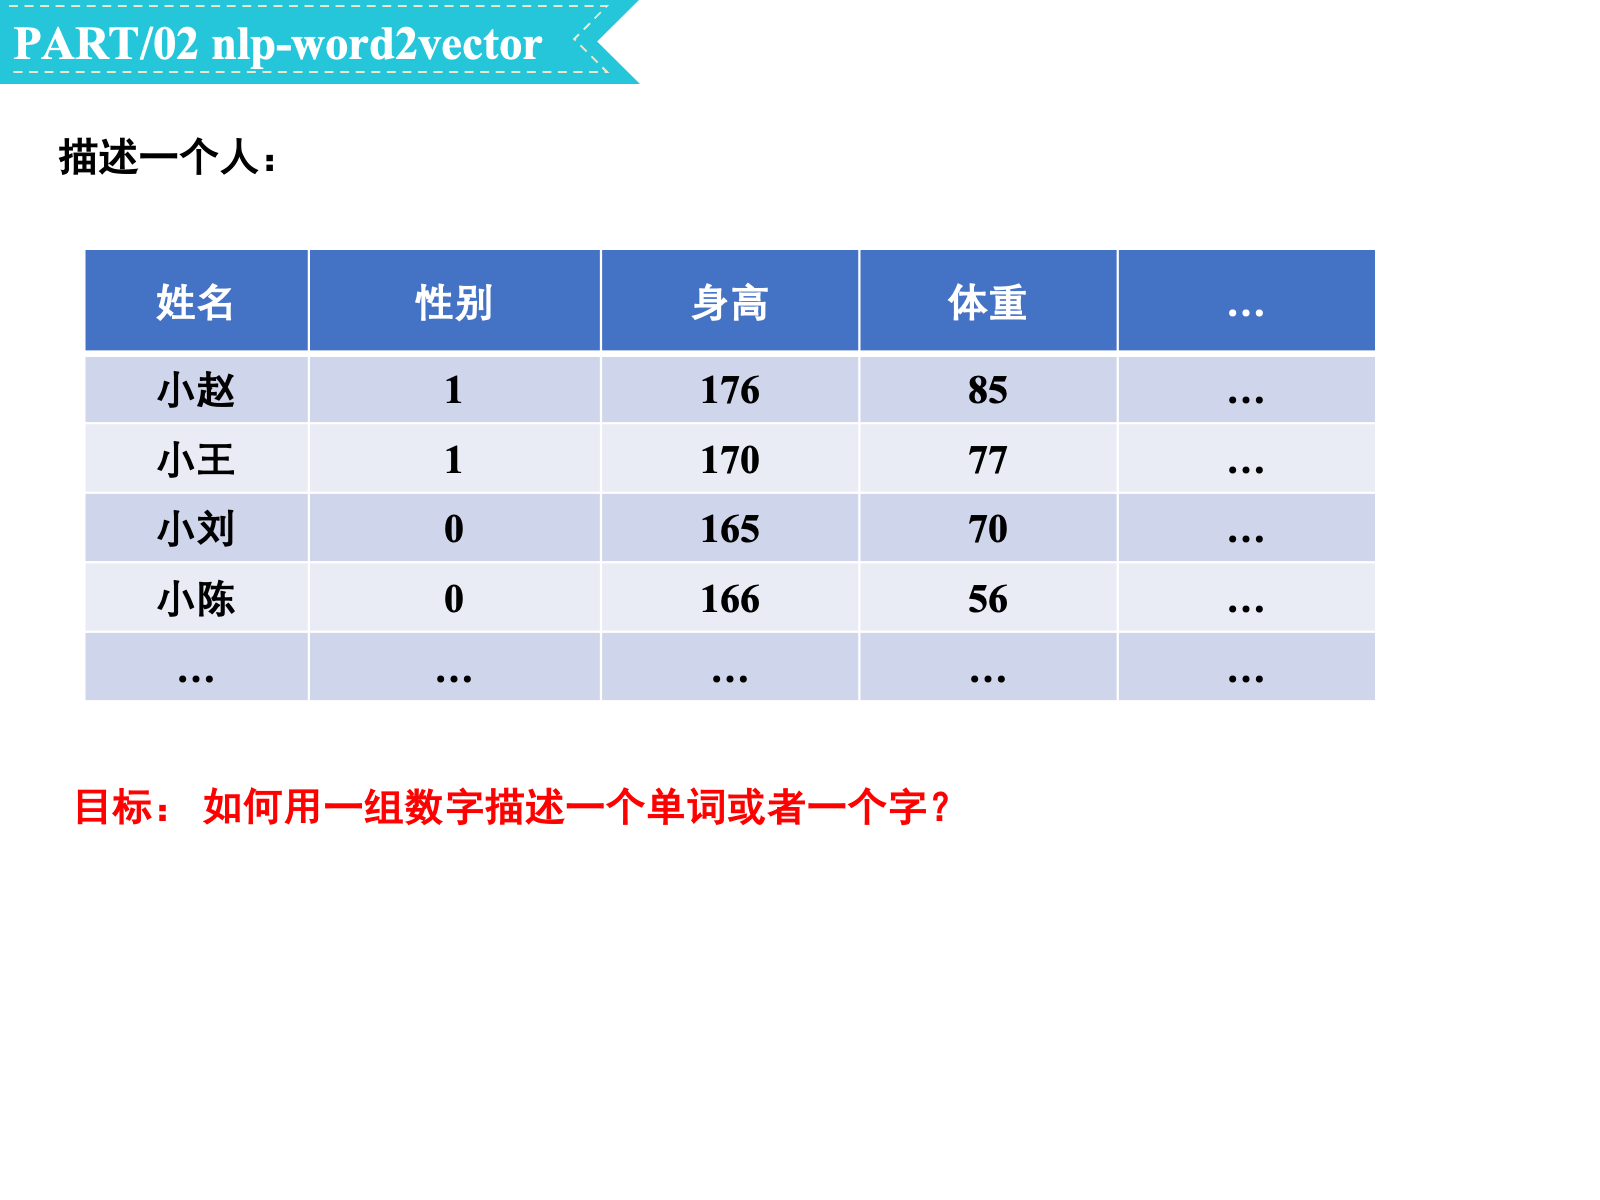 PART/02 nlp-word2vector
描述一个人：
姓名 性别 身高 体重 …
小赵 1 176 85 …
小王 1 170 77 …
小刘 0 165 70 …
小陈 0 166 56 …
… … … … …
目标： 如何用一组数字描述一个单词或者一个字？